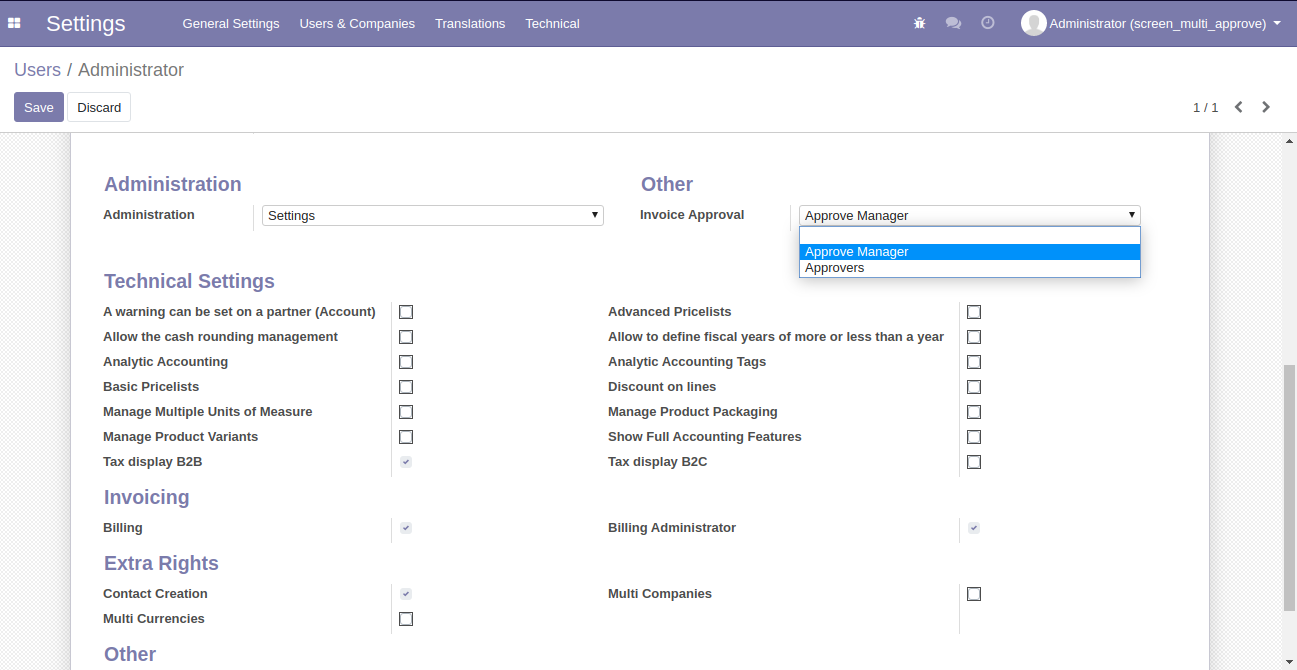 Settings General Settings Users & Companies Translations Technical Administrator (screen_multi_approve)
Users / Administrator
Save Discard 1 / 1
Administration Other
Administration Settings Invoice Approval Approve Manager
Approve Manager
Approvers
Technical Settings
A warning can be set on a partner (Account) Advanced Pricelists
Allow the cash rounding management Allow to define fiscal years of more or less than a year
Analytic Accounting Analytic Accounting Tags
Basic Pricelists Discount on lines
Manage Multiple Units of Measure Manage Product Packaging
Manage Product Variants Show Full Accounting Features
Tax display B2B Tax display B2C
Invoicing
Billing Billing Administrator
Extra Rights
Contact Creation Multi Companies
Multi Currencies
Other